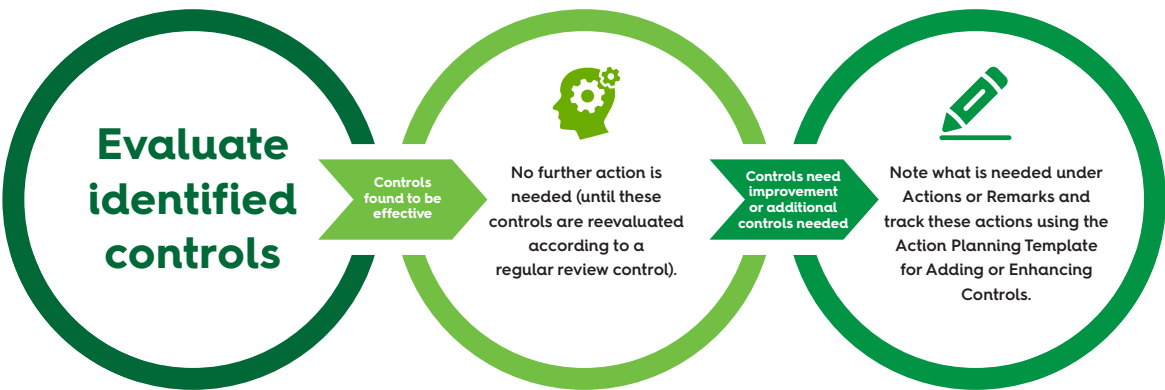 Evaluate
identified
controls
Controls
found to be
effective
No further action is
needed (until these
controls are reevaluated
according to a
regular review control).
Controls need
improvement
or additional
controls needed
Note what is needed under
Actions or Remarks and
track these actions using the
Action Planning Template
for Adding or Enhancing
Controls.